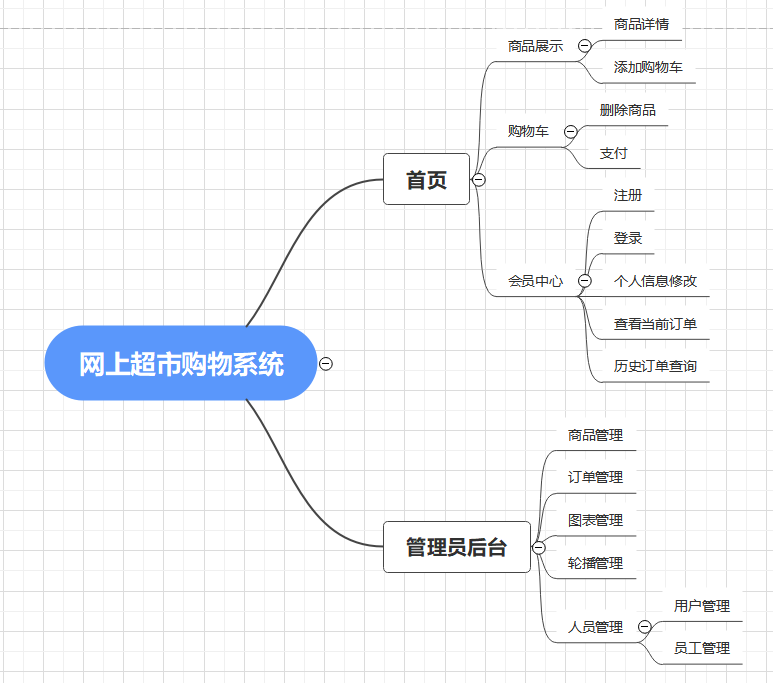 网上超市购物系统
首页
商品展示
商品详情
添加购物车
购物车
删除商品
支付
会员中心
注册
登录
个人信息修改
查看当前订单
历史订单查询
管理员后台
商品管理
订单管理
图表管理
轮播管理
人员管理
用户管理
员工管理